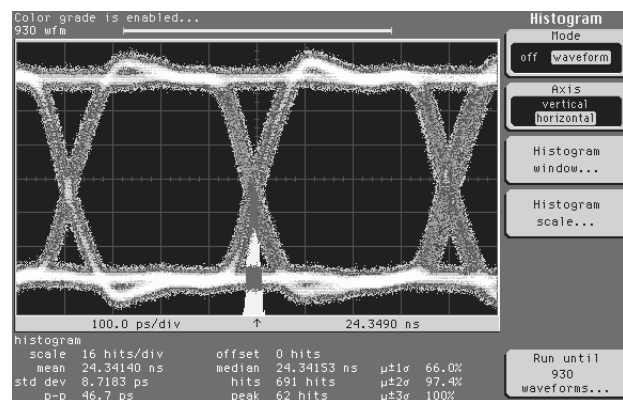 Color grade is enabled...
930 wfm
Histogram
Mode
off waveform
Axis
vertical
horizontal
Histogram
window...
Histogram
scale...
100.0 ps/div ↑ 24.3490 ns
histogram
scale 16 hits/div offset 0 hits
mean 24.34140 ns median 24.34153 ns µ±1σ 66.0%
std dev 8.7183 ps hits 691 hits µ±2σ 97.4%
p-p 46.7 ps peak 62 hits µ±3σ 100%
Run until
930
waveforms...